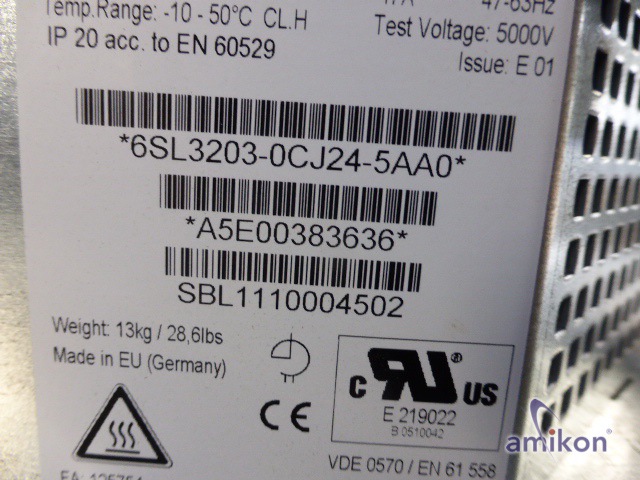 Temp.Range: -10 - 50°C CL.H
47-63Hz
IP 20 acc. to EN 60529
Test Voltage: 5000V
Issue: E 01
*6SL3203-0CJ24-5AA0*
*A5E00383636*
SBL1110004502
Weight: 13kg / 28,6lbs
Made in EU (Germany)
CE
c RU ® US
E 219022
B 0510042
amikon
VDE 0570 / EN 61 558